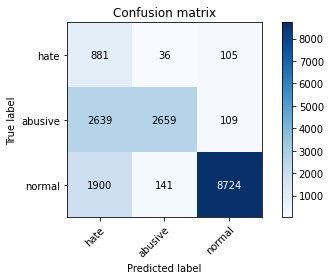 Confusion matrix
True label
hate
881
36
105
abusive
2639
2659
109
normal
1900
141
8724
hate
abusive
normal
Predicted label
8000
7000
6000
5000
4000
3000
2000
1000